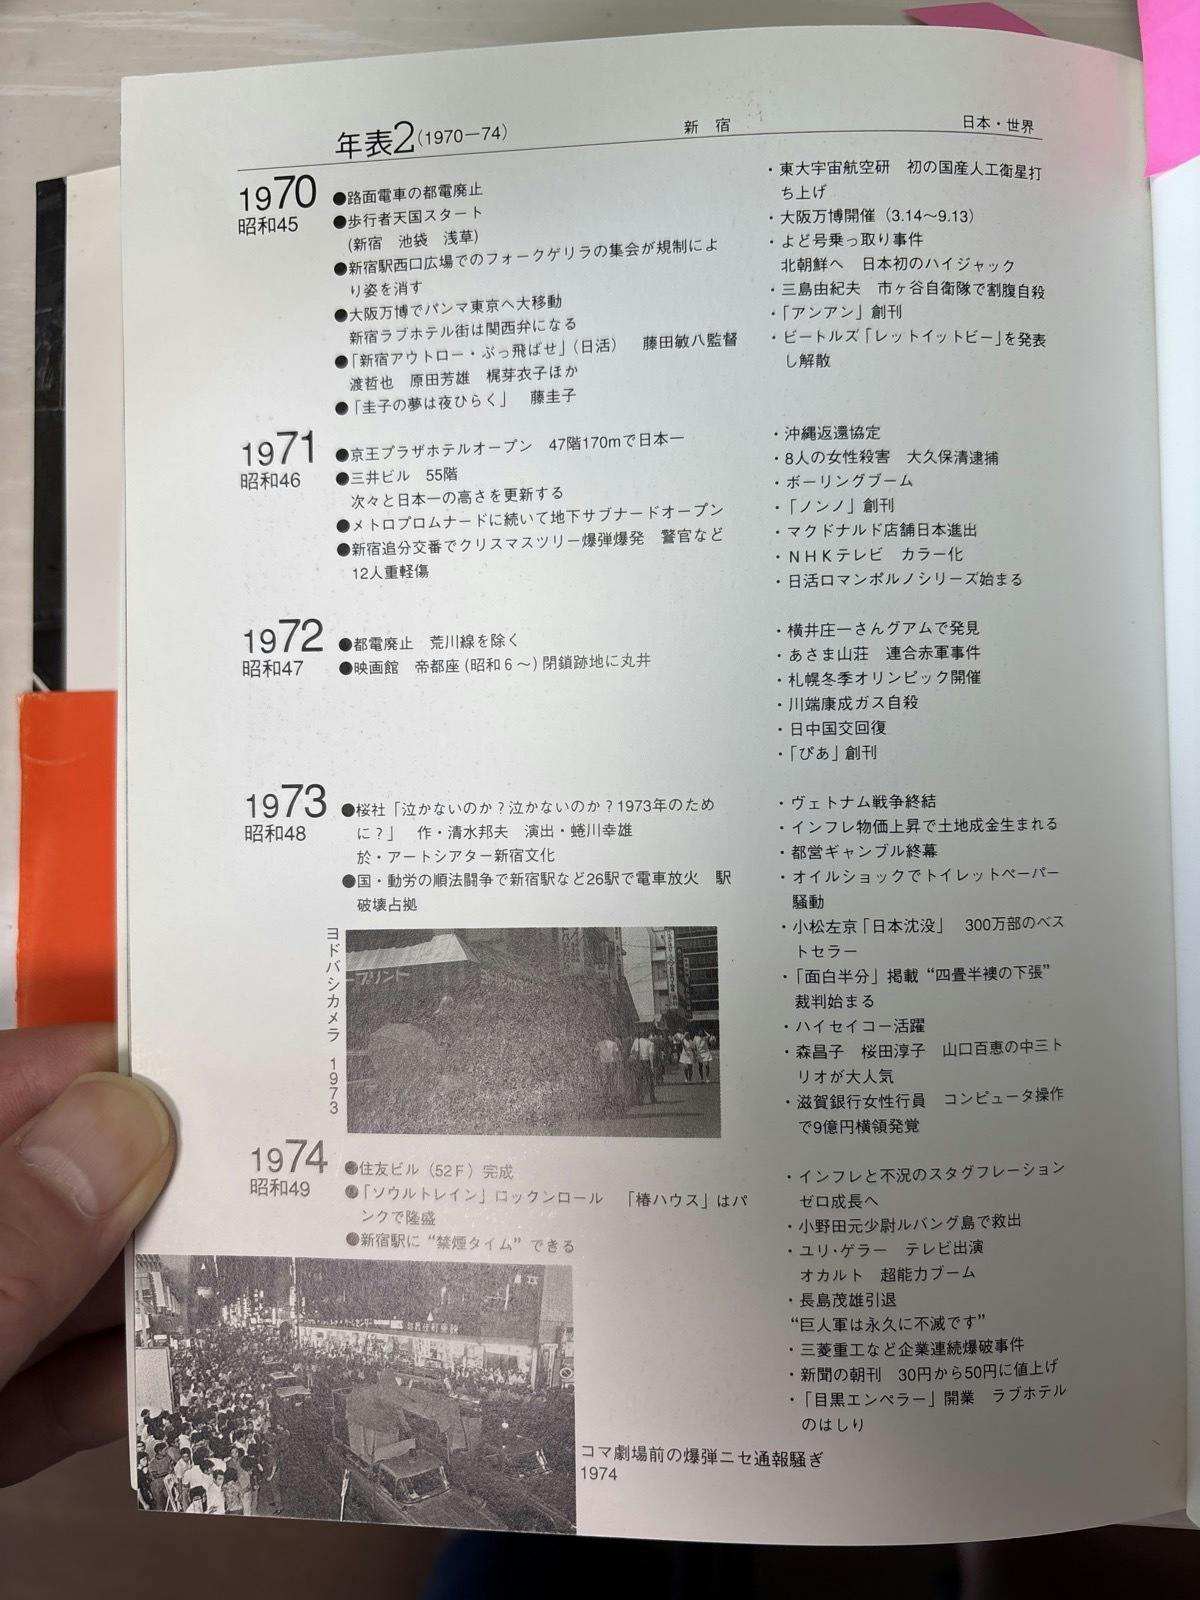 年表2(1970—74)
新　宿
日本・世界
1970
昭和45
●路面電車の都電廃止
●歩行者天国スタート
(新宿　池袋　浅草)
●新宿駅西口広場でのフォークゲリラの集会が規制によ
り姿を消す
●大阪万博でパンマ東京へ大移動
新宿ラブホテル街は関西弁になる
●「新宿アウトロー・ぶっ飛ばせ」（日活）　藤田敏八監督
渡哲也　原田芳雄　梶芽衣子ほか
●「圭子の夢は夜ひらく」　藤圭子
・東大宇宙航空研　初の国産人工衛星打
ち上げ
・大阪万博開催（3.14〜9.13）
・よど号乗っ取り事件
北朝鮮へ　日本初のハイジャック
・三島由紀夫　市ヶ谷自衛隊で割腹自殺
・「アンアン」創刊
・ビートルズ「レットイットビー」を発表
し解散
1971
昭和46
●京王プラザホテルオープン　47階170mで日本一
●三井ビル　55階
次々と日本一の高さを更新する
●メトロプロムナードに続いて地下サブナードオープン
●新宿追分交番でクリスマスツリー爆弾爆発　警官など
12人重軽傷
・沖縄返還協定
・8人の女性殺害　大久保清逮捕
・ボーリングブーム
・「ノンノ」創刊
・マクドナルド店舗日本進出
・ＮＨＫテレビ　カラー化
・日活ロマンポルノシリーズ始まる
1972
昭和47
●都電廃止　荒川線を除く
●映画館　帝都座(昭和６〜)閉鎖跡地に丸井
・横井庄一さんグアムで発見
・あさま山荘　連合赤軍事件
・札幌冬季オリンピック開催
・川端康成ガス自殺
・日中国交回復
・「ぴあ」創刊
1973
昭和48
●桜社「泣かないのか？泣かないのか？1973年のため
に？」　作・清水邦夫　演出・蜷川幸雄
於・アートシアター新宿文化
●国・動労の順法闘争で新宿駅など26駅で電車放火　駅
破壊占拠
ヨドバシカメラ　1973
ープリント
・ヴェトナム戦争終結
・インフレ物価上昇で土地成金生まれる
・都営ギャンブル終幕
・オイルショックでトイレットペーパー
騒動
・小松左京「日本沈没」　300万部のベス
トセラー
・「面白半分」掲載“四畳半襖の下張”
裁判始まる
・ハイセイコー活躍
・森昌子　桜田淳子　山口百恵の中三ト
リオが大人気
・滋賀銀行女性行員　コンピュータ操作
で9億円横領発覚
1974
昭和49
●住友ビル（52Ｆ）完成
●「ソウルトレイン」ロックンロール　「椿ハウス」はパ
ンクで隆盛
●新宿駅に“禁煙タイム”できる
・インフレと不況のスタグフレーション
ゼロ成長へ
・小野田元少尉ルバング島で救出
・ユリ・ゲラー　テレビ出演
オカルト　超能力ブーム
・長島茂雄引退
“巨人軍は永久に不滅です”
・三菱重工など企業連続爆破事件
・新聞の朝刊　30円から50円に値上げ
・「目黒エンペラー」開業　ラブホテル
のはしり
コマ劇場前の爆弾ニセ通報騒ぎ
1974